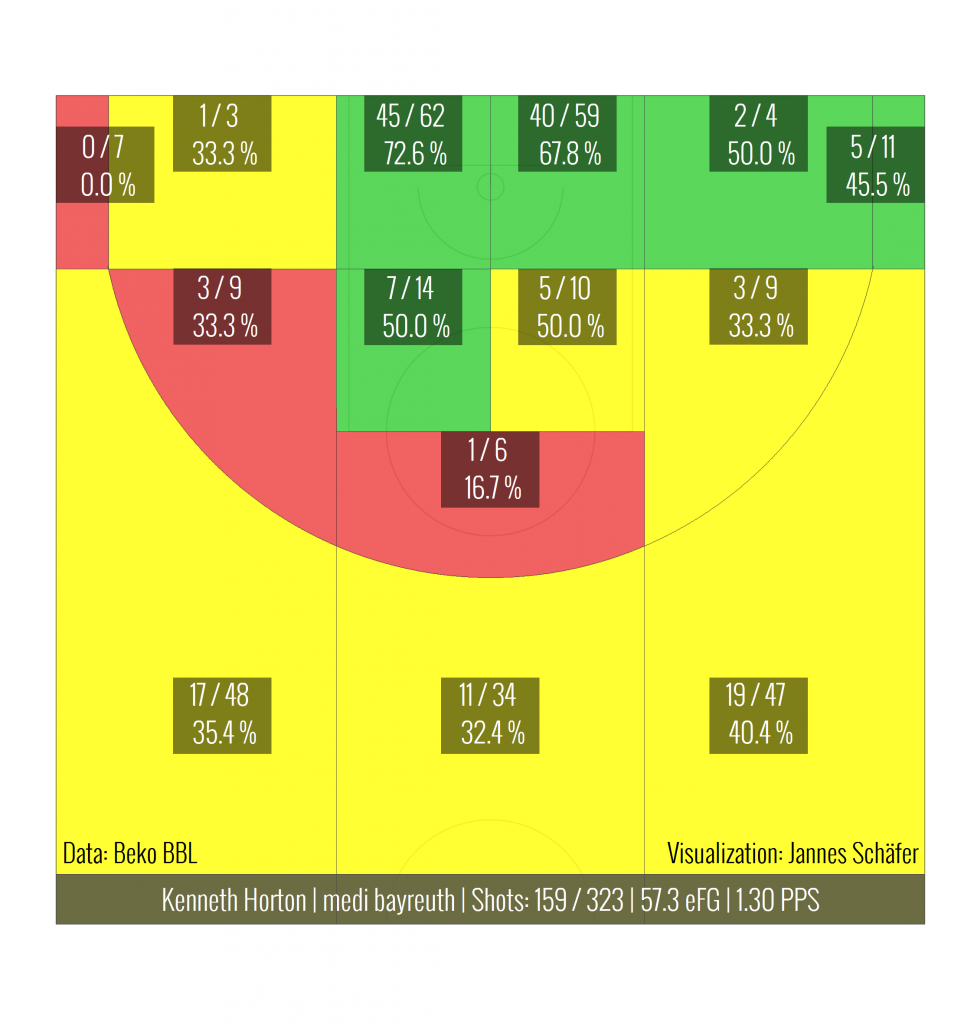 1 / 3
33.3 %
45 / 62
72.6 %
40 / 59
67.8 %
2 / 4
50.0 %
0 / 7
0.0 %
5 / 11
45.5 %
3 / 9
33.3 %
7 / 14
50.0 %
5 / 10
50.0 %
3 / 9
33.3 %
1 / 6
16.7 %
17 / 48
35.4 %
11 / 34
32.4 %
19 / 47
40.4 %
Data: Beko BBL
Visualization: Jannes Schäfer
Kenneth Horton | medi bayreuth | Shots: 159 / 323 | 57.3 eFG | 1.30 PPS